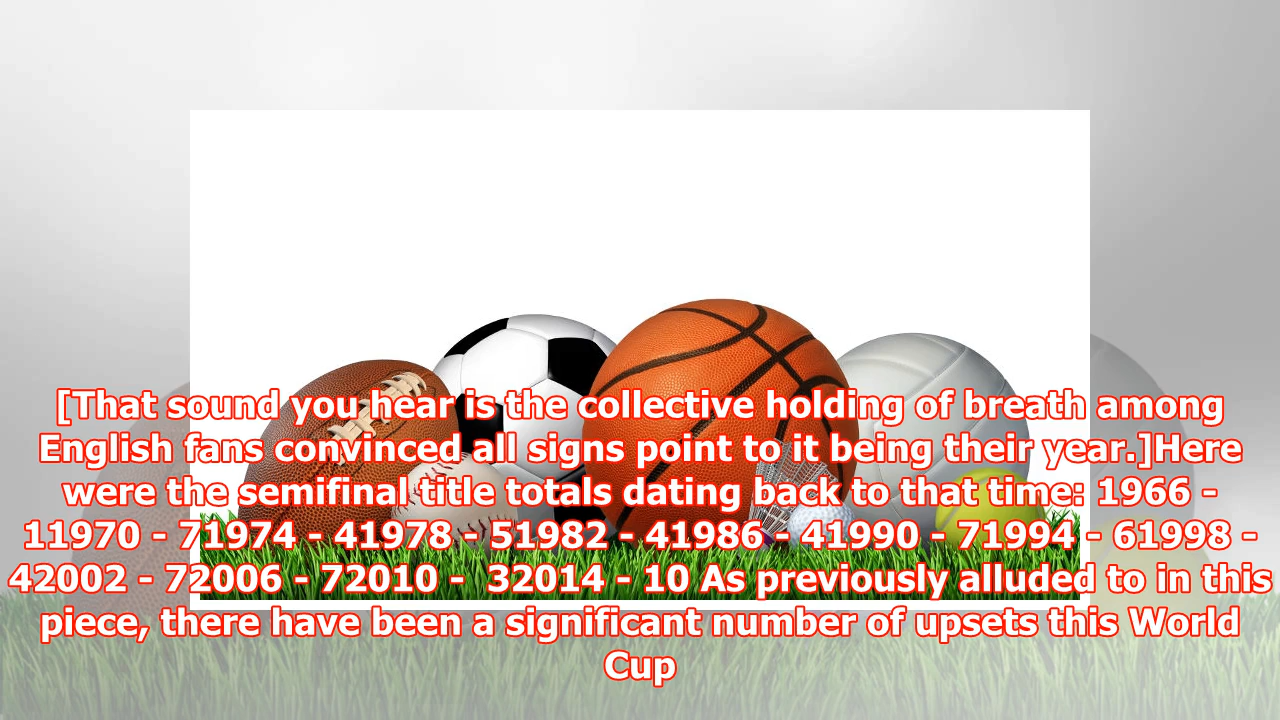 [That sound you hear is the collective holding of breath among
English fans convinced all signs point to it being their year.]Here
were the semifinal title totals dating back to that time: 1966 -
11970 - 71974 - 41978 - 51982 - 41986 - 41990 - 71994 - 61998 -
42002 - 72006 - 72010 -  32014 - 10 As previously alluded to in this
piece, there have been a significant number of upsets this World
Cup